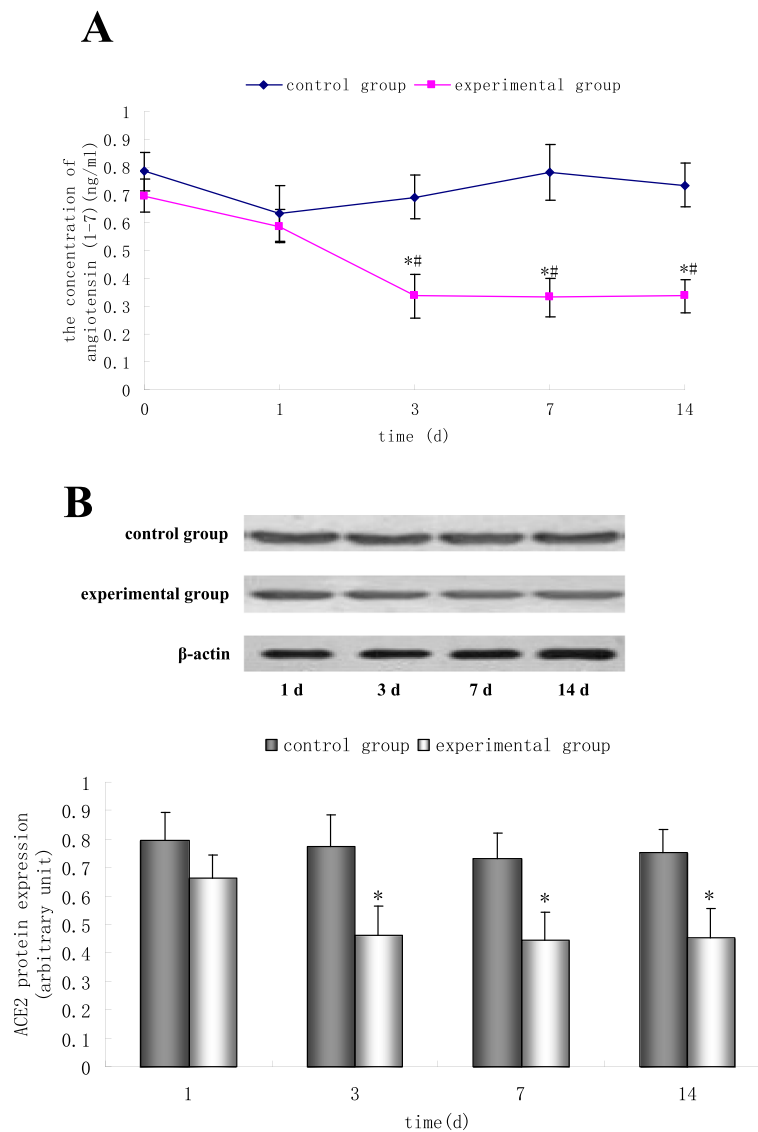 A
control group experimental group
the concentration of
angiotensin (1-7)(ng/ml)
1
0.9
0.8
0.7
0.6
0.5
0.4
0.3
0.2
0.1
0
*#
*#
*#
0 1 3 7 14
time (d)
B
control group
experimental group
β-actin
1 d 3 d 7 d 14 d
control group experimental group
ACE2 protein expression
(arbitrary unit)
1
0.9
0.8
0.7
0.6
0.5
0.4
0.3
0.2
0.1
0
*
*
*
1 3 7 14
time(d)